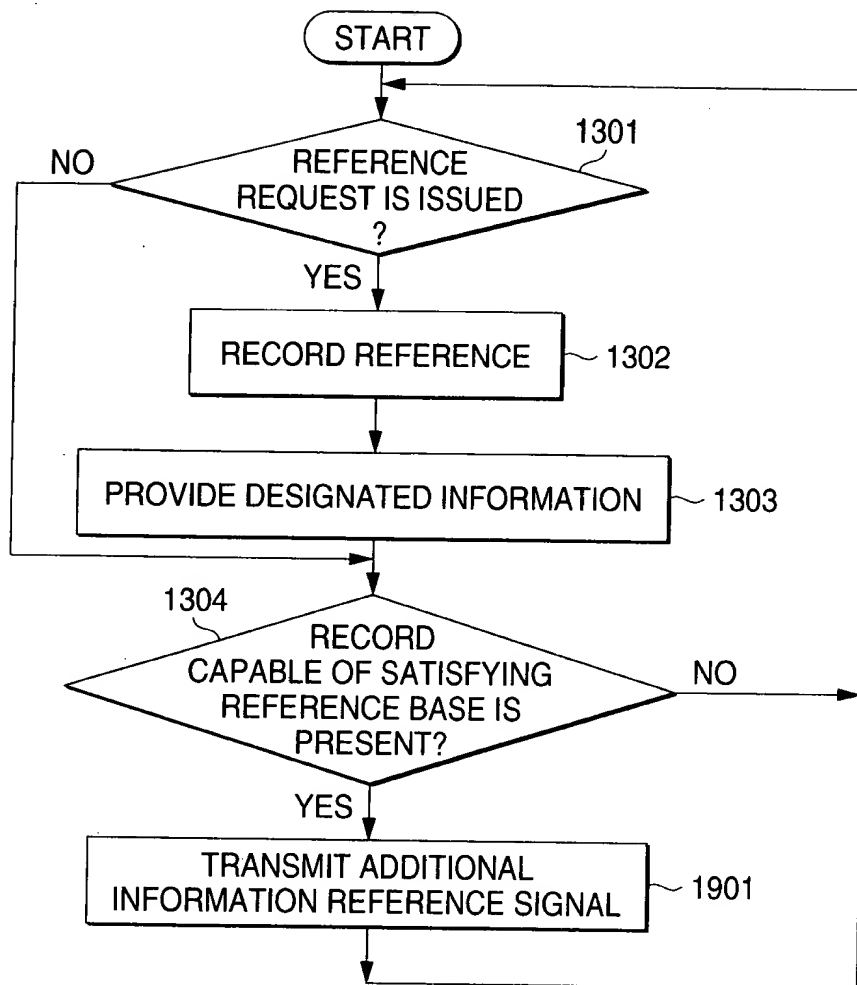 START
1301
NO
REFERENCE
REQUEST IS ISSUED
?
YES
RECORD REFERENCE
1302
PROVIDE DESIGNATED INFORMATION
1303
1304
RECORD
CAPABLE OF SATISFYING
REFERENCE BASE IS
PRESENT?
NO
YES
TRANSMIT ADDITIONAL
INFORMATION REFERENCE SIGNAL
1901